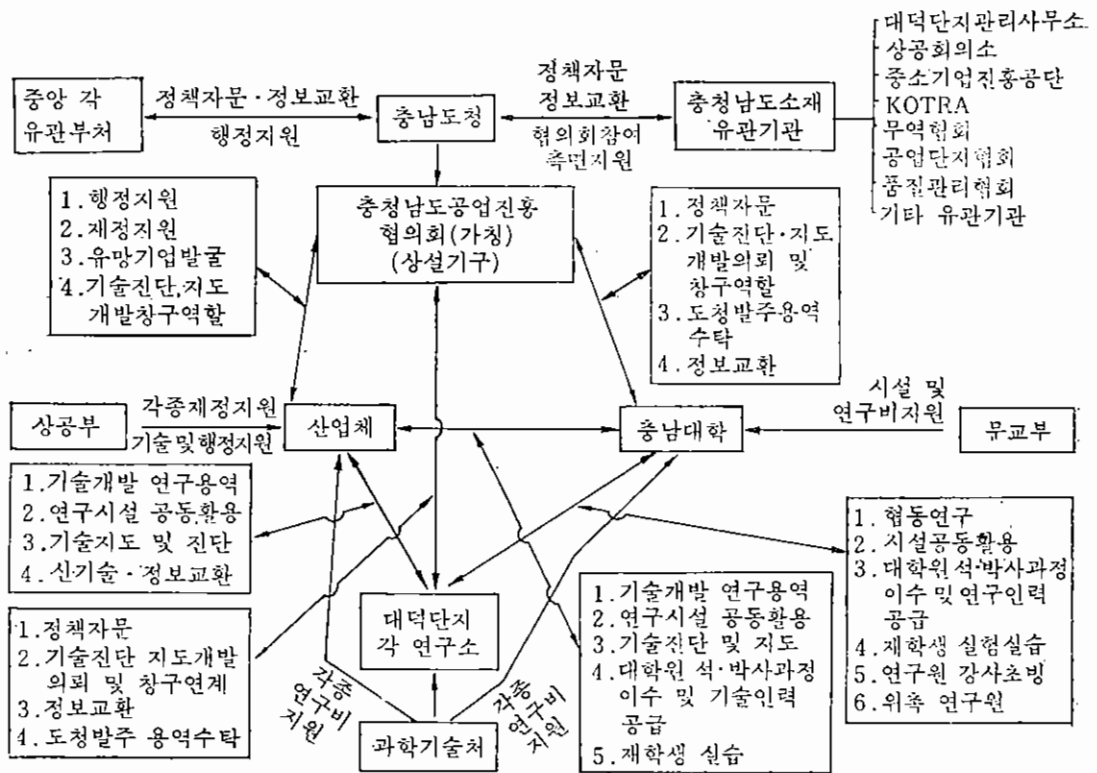 대덕단지관리사무소
상공회의소
중소기업진흥공단
KOTRA
무역협회
공업단지협회
품질관리협회
기타 유관기관
중앙 각
유관부처
정책자문·정보교환
행정지원
충남도청
정책자문
정보교환
협의회참여
측면지원
충청남도소재
유관기관
1. 행정지원
2. 재정지원
3. 유망기업발굴
4. 기술진단, 지도
개발창구역할
충청남도공업진흥
협의회(가칭)
(상설기구)
1. 정책자문
2. 기술진단·지도
개발의뢰 및
창구역할
3. 도청발주용역
수탁
4. 정보교환
상공부
각종재정지원
기술및행정지원
산업체
충남대학
시설 및
연구비지원
문교부
1. 기술개발 연구용역
2. 연구시설 공동활용
3. 기술지도 및 진단
4. 신기술·정보교환
1. 정책자문
2. 기술진단 지도개발
의뢰 및 창구연계
3. 정보교환
4. 도청발주 용역수탁
대덕단지
각 연구소
각종
연구비
지원
과학기술처
각종
연구비
지원
1. 기술개발 연구용역
2. 연구시설 공동활용
3. 기술진단 및 지도
4. 대학원 석·박사과정
이수 및 기술인력
공급
5. 재학생 실습
1. 협동연구
2. 시설공동활용
3. 대학원 석·박사과정
이수 및 연구인력
공급
4. 재학생 실험실습
5. 연구원 강사초빙
6. 위촉 연구원